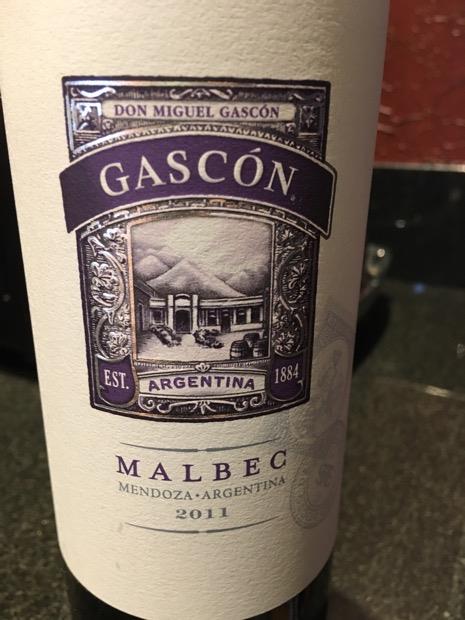 DON MIGUEL GASCÓN
GASCÓN
EST. ARGENTINA 1884
MALBEC
MENDOZA • ARGENTINA
2011